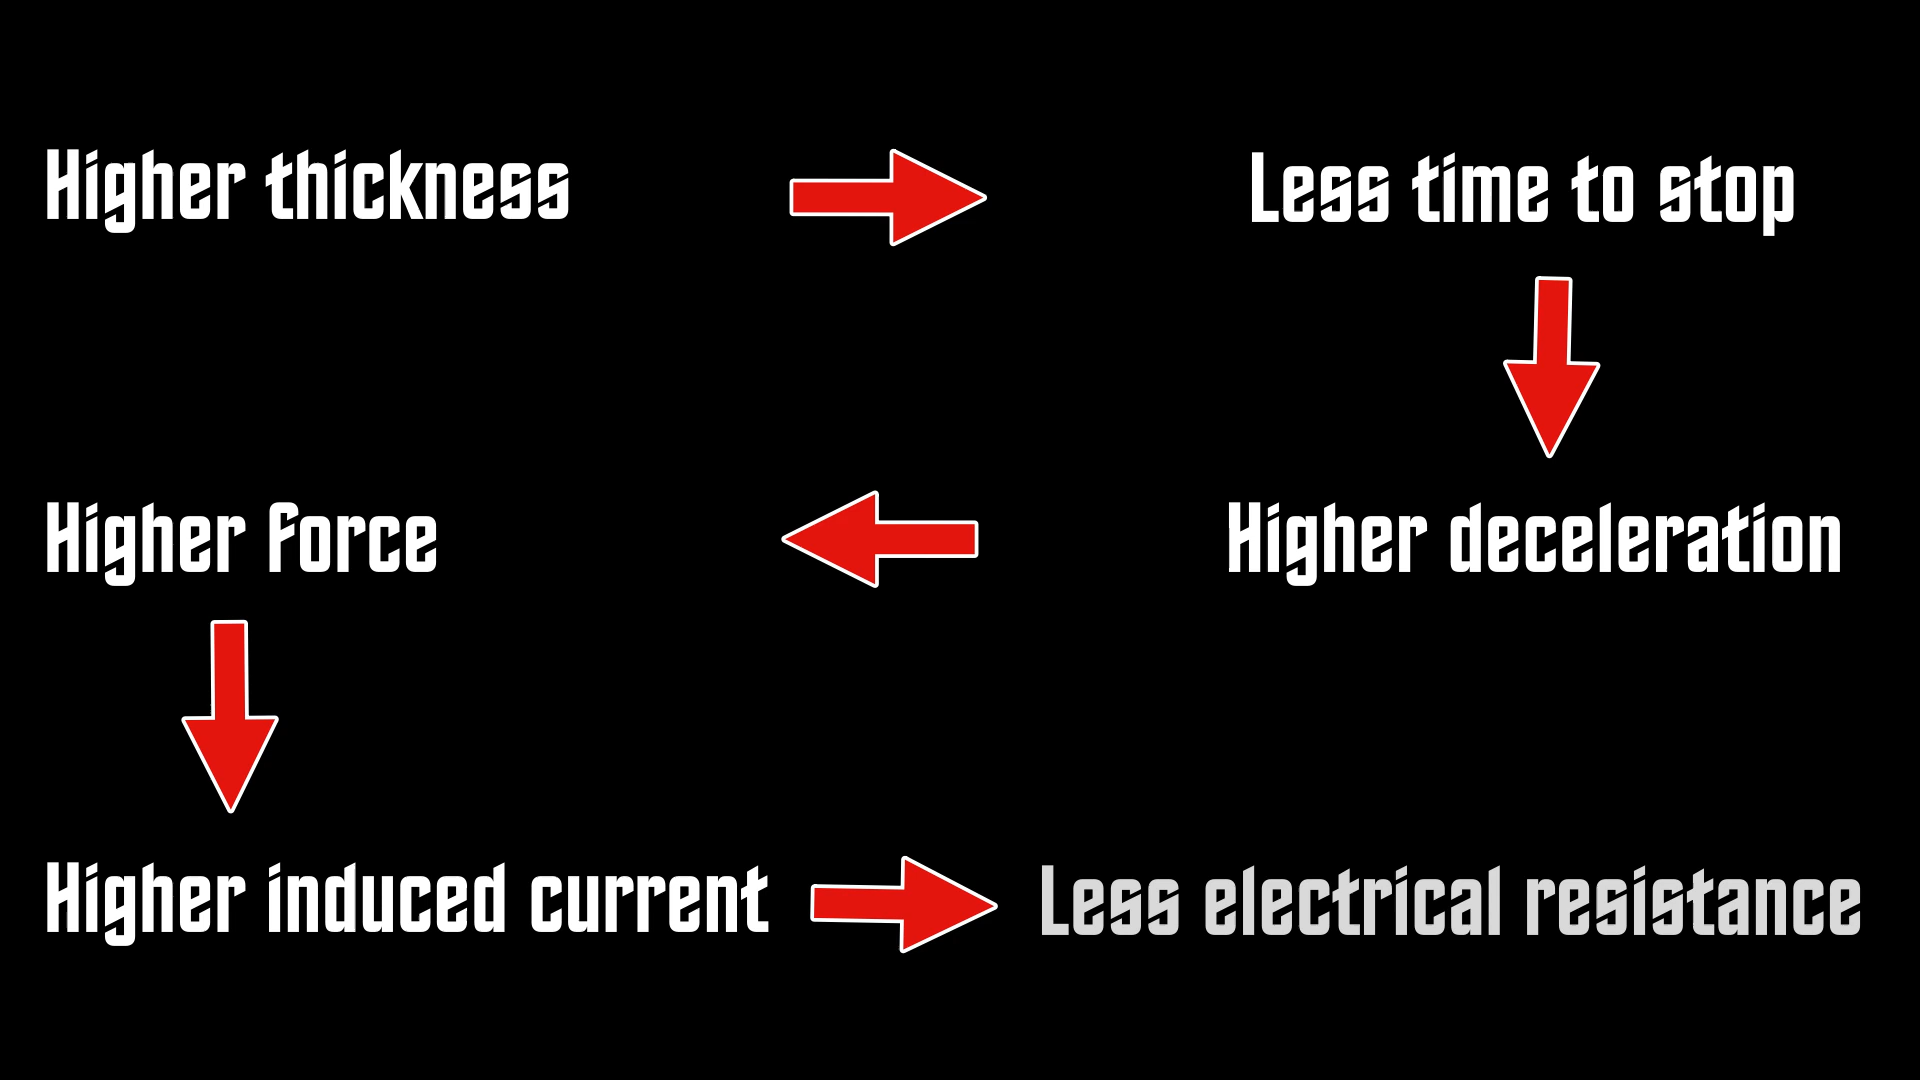 Higher thickness
Less time to stop
Higher deceleration
Higher force
Higher induced current
Less electrical resistance